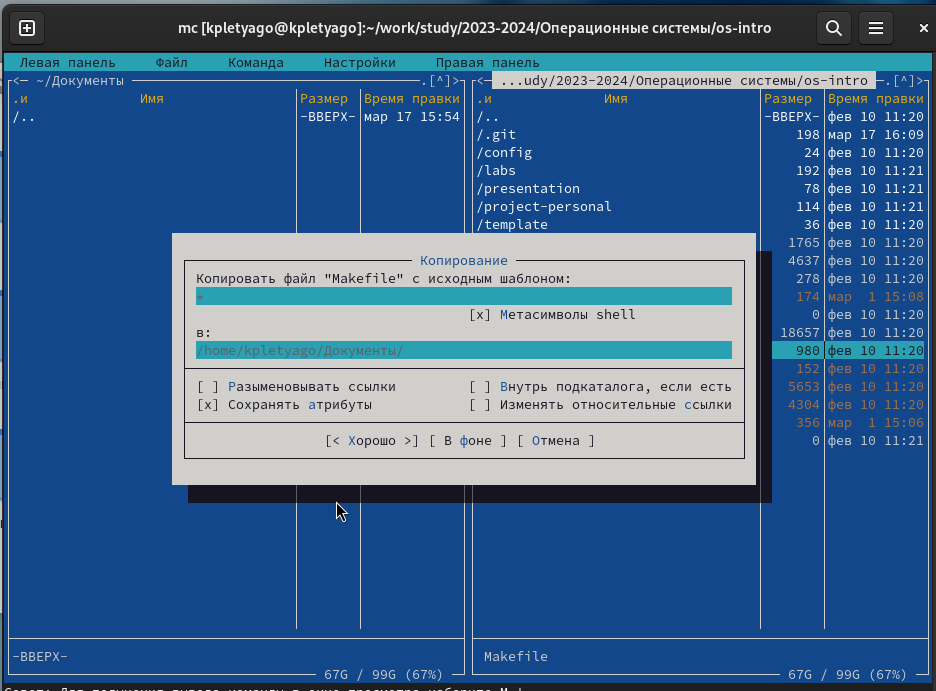 mc [kpletyago@kpletyago]:~/work/study/2023-2024/Операционные системы/os-intro
Левая панель Файл Команда Настройки Правая панель
<— ~/Документы .[^]> <— ...udy/2023-2024/Операционные системы/os-intro .[^]>
.и Имя Размер Время правки .и Имя Размер Время правки
/.. -ВВЕРХ- мар 17 15:54 /.. -ВВЕРХ- фев 10 11:20
/.git 198 мар 17 16:09
/config 24 фев 10 11:20
/labs 192 фев 10 11:21
/presentation 78 фев 10 11:21
/project-personal 114 фев 10 11:21
/template 36 фев 10 11:20
1765 фев 10 11:20
Копирование 4637 фев 10 11:20
Копировать файл "Makefile" с исходным шаблоном: 278 фев 10 11:20
* 174 мар 1 15:08
[x] Метасимволы shell 0 фев 10 11:20
в: 18657 фев 10 11:20
/home/kpletyago/Документы/ 980 фев 10 11:20
152 фев 10 11:20
[ ] Разыменовывать ссылки [ ] Внутрь подкаталога, если есть 5653 фев 10 11:20
[x] Сохранять атрибуты [ ] Изменять относительные ссылки 4304 фев 10 11:20
356 мар 1 15:06
[< Хорошо >] [ В фоне ] [ Отмена ] 0 фев 10 11:21
-ВВЕРХ- Makefile
67G / 99G (67%) 67G / 99G (67%)